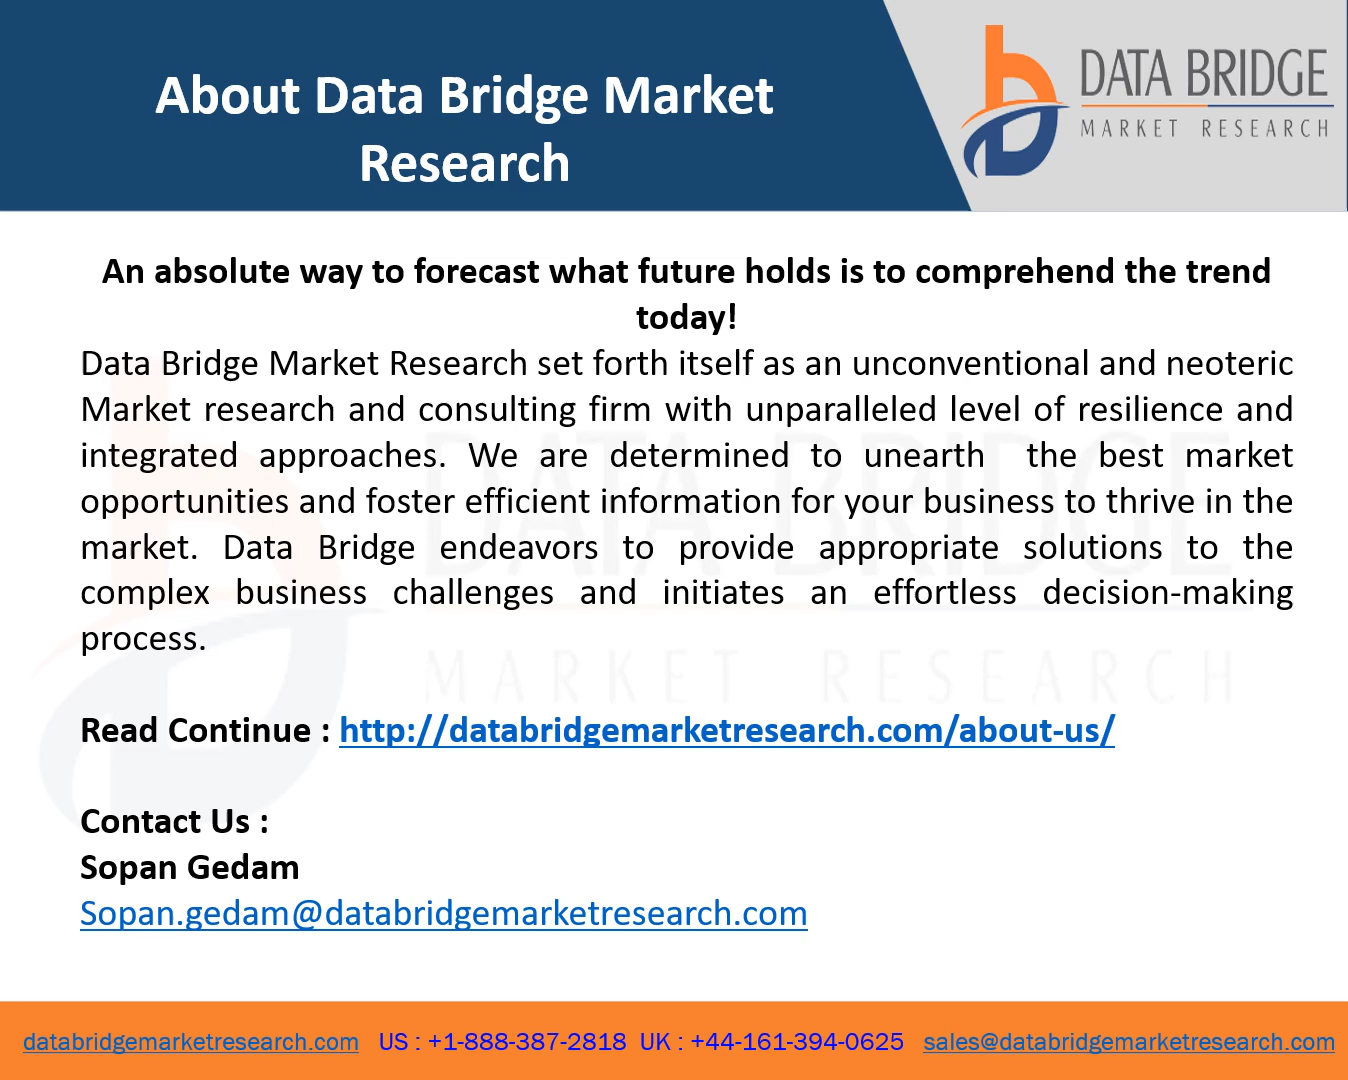 About Data Bridge Market
Research
DATA BRIDGE
MARKET RESEARCH
An absolute way to forecast what future holds is to comprehend the trend
today!
Data Bridge Market Research set forth itself as an unconventional and neoteric
Market research and consulting firm with unparalleled level of resilience and
integrated approaches. We are determined to unearth the best market
opportunities and foster efficient information for your business to thrive in the
market. Data Bridge endeavors to provide appropriate solutions to the
complex business challenges and initiates an effortless decision-making
process.
DATA BRIDGE
MARKET RESEARCH
Read Continue : http://databridgemarketresearch.com/about-us/
Contact Us :
Sopan Gedam
Sopan.gedam@databridgemarketresearch.com
databridgemarketresearch.com US : +1-888-387-2818 UK : +44-161-394-0625 sales@databridgemarketresearch.com